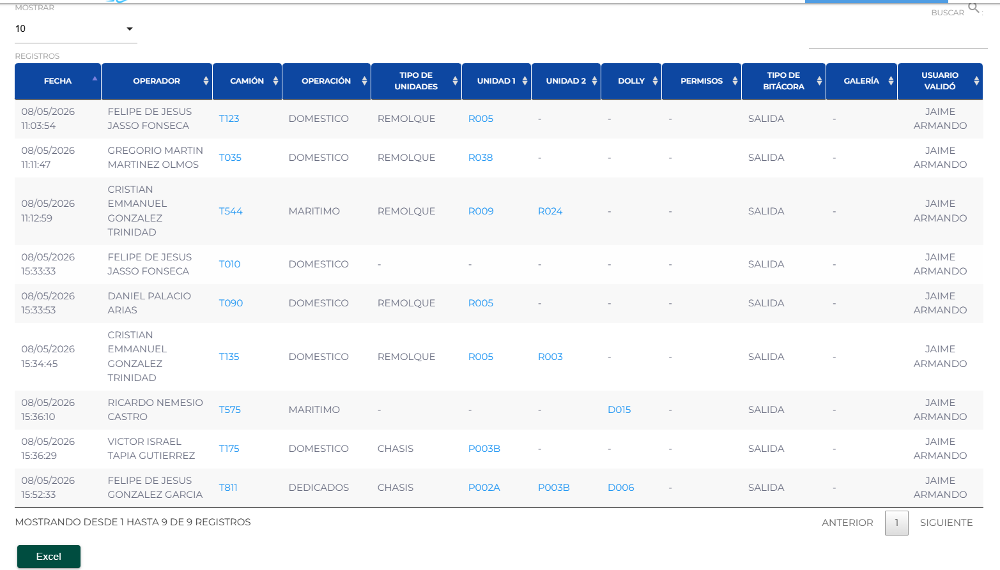 MOSTRAR
BUSCAR :
10
REGISTROS
FECHA OPERADOR CAMIÓN OPERACIÓN TIPO DE UNIDADES UNIDAD 1 UNIDAD 2 DOLLY PERMISOS TIPO DE BITÁCORA GALERÍA USUARIO VALIDÓ
08/05/2026 11:03:54 FELIPE DE JESUS JASSO FONSECA T123 DOMESTICO REMOLQUE R005 - - - SALIDA - JAIME ARMANDO
08/05/2026 11:11:47 GREGORIO MARTIN MARTINEZ OLMOS T035 DOMESTICO REMOLQUE R038 - - - SALIDA - JAIME ARMANDO
08/05/2026 11:12:59 CRISTIAN EMMANUEL GONZALEZ TRINIDAD T544 MARITIMO REMOLQUE R009 R024 - - SALIDA - JAIME ARMANDO
08/05/2026 15:33:33 FELIPE DE JESUS JASSO FONSECA T010 DOMESTICO - - - - - SALIDA - JAIME ARMANDO
08/05/2026 15:33:53 DANIEL PALACIO ARIAS T090 DOMESTICO REMOLQUE R005 - - - SALIDA - JAIME ARMANDO
08/05/2026 15:34:45 CRISTIAN EMMANUEL GONZALEZ TRINIDAD T135 DOMESTICO REMOLQUE R005 R003 - - SALIDA - JAIME ARMANDO
08/05/2026 15:36:10 RICARDO NEMESIO CASTRO T575 MARITIMO - - - D015 - SALIDA - JAIME ARMANDO
08/05/2026 15:36:29 VICTOR ISRAEL TAPIA GUTIERREZ T175 DOMESTICO CHASIS P003B - - - SALIDA - JAIME ARMANDO
08/05/2026 15:52:33 FELIPE DE JESUS GONZALEZ GARCIA T811 DEDICADOS CHASIS P002A P003B D006 - SALIDA - JAIME ARMANDO
MOSTRANDO DESDE 1 HASTA 9 DE 9 REGISTROS
ANTERIOR 1 SIGUIENTE
Excel